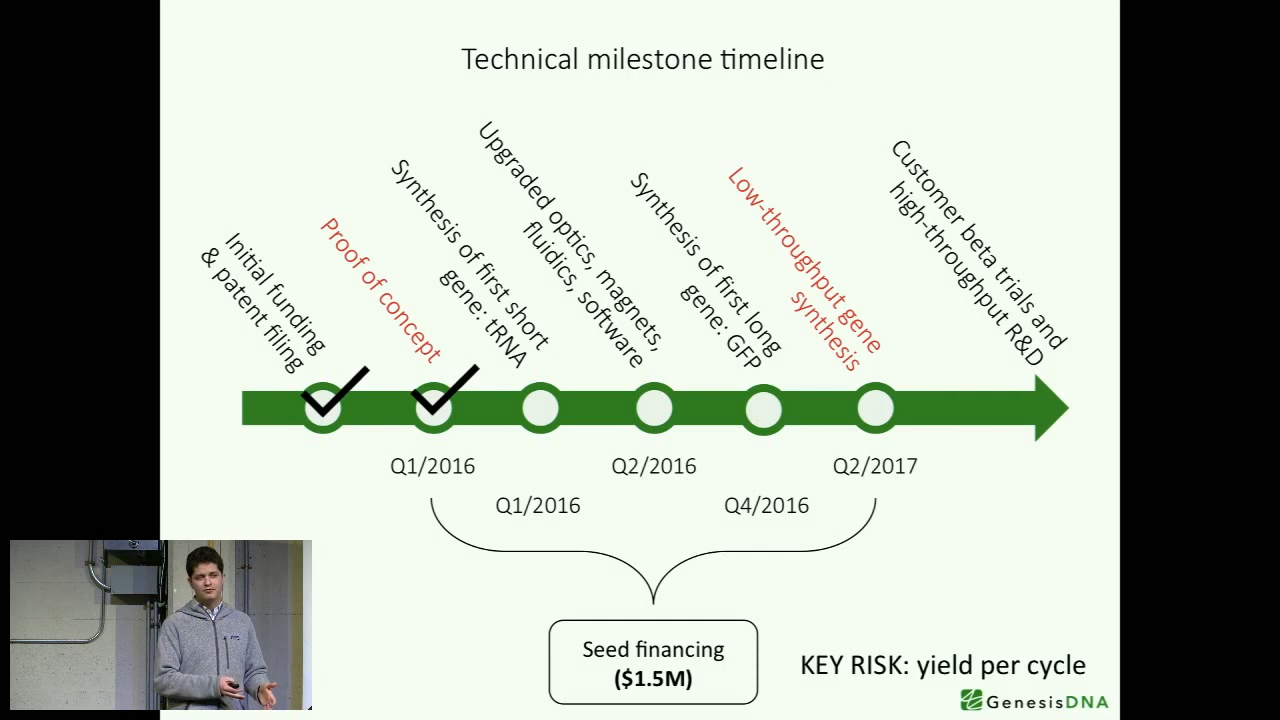 Technical milestone timeline
Initial funding
& patent filing
Proof of concept
Synthesis of first short
gene: tRNA
Upgraded optics, magnets,
fluidics, software
Synthesis of first long
gene: GFP
Low-throughput gene
synthesis
Customer beta trials and
high-throughput R&D
Q1/2016
Q1/2016
Q2/2016
Q4/2016
Q2/2017
Seed financing
($1.5M)
KEY RISK: yield per cycle
GenesisDNA